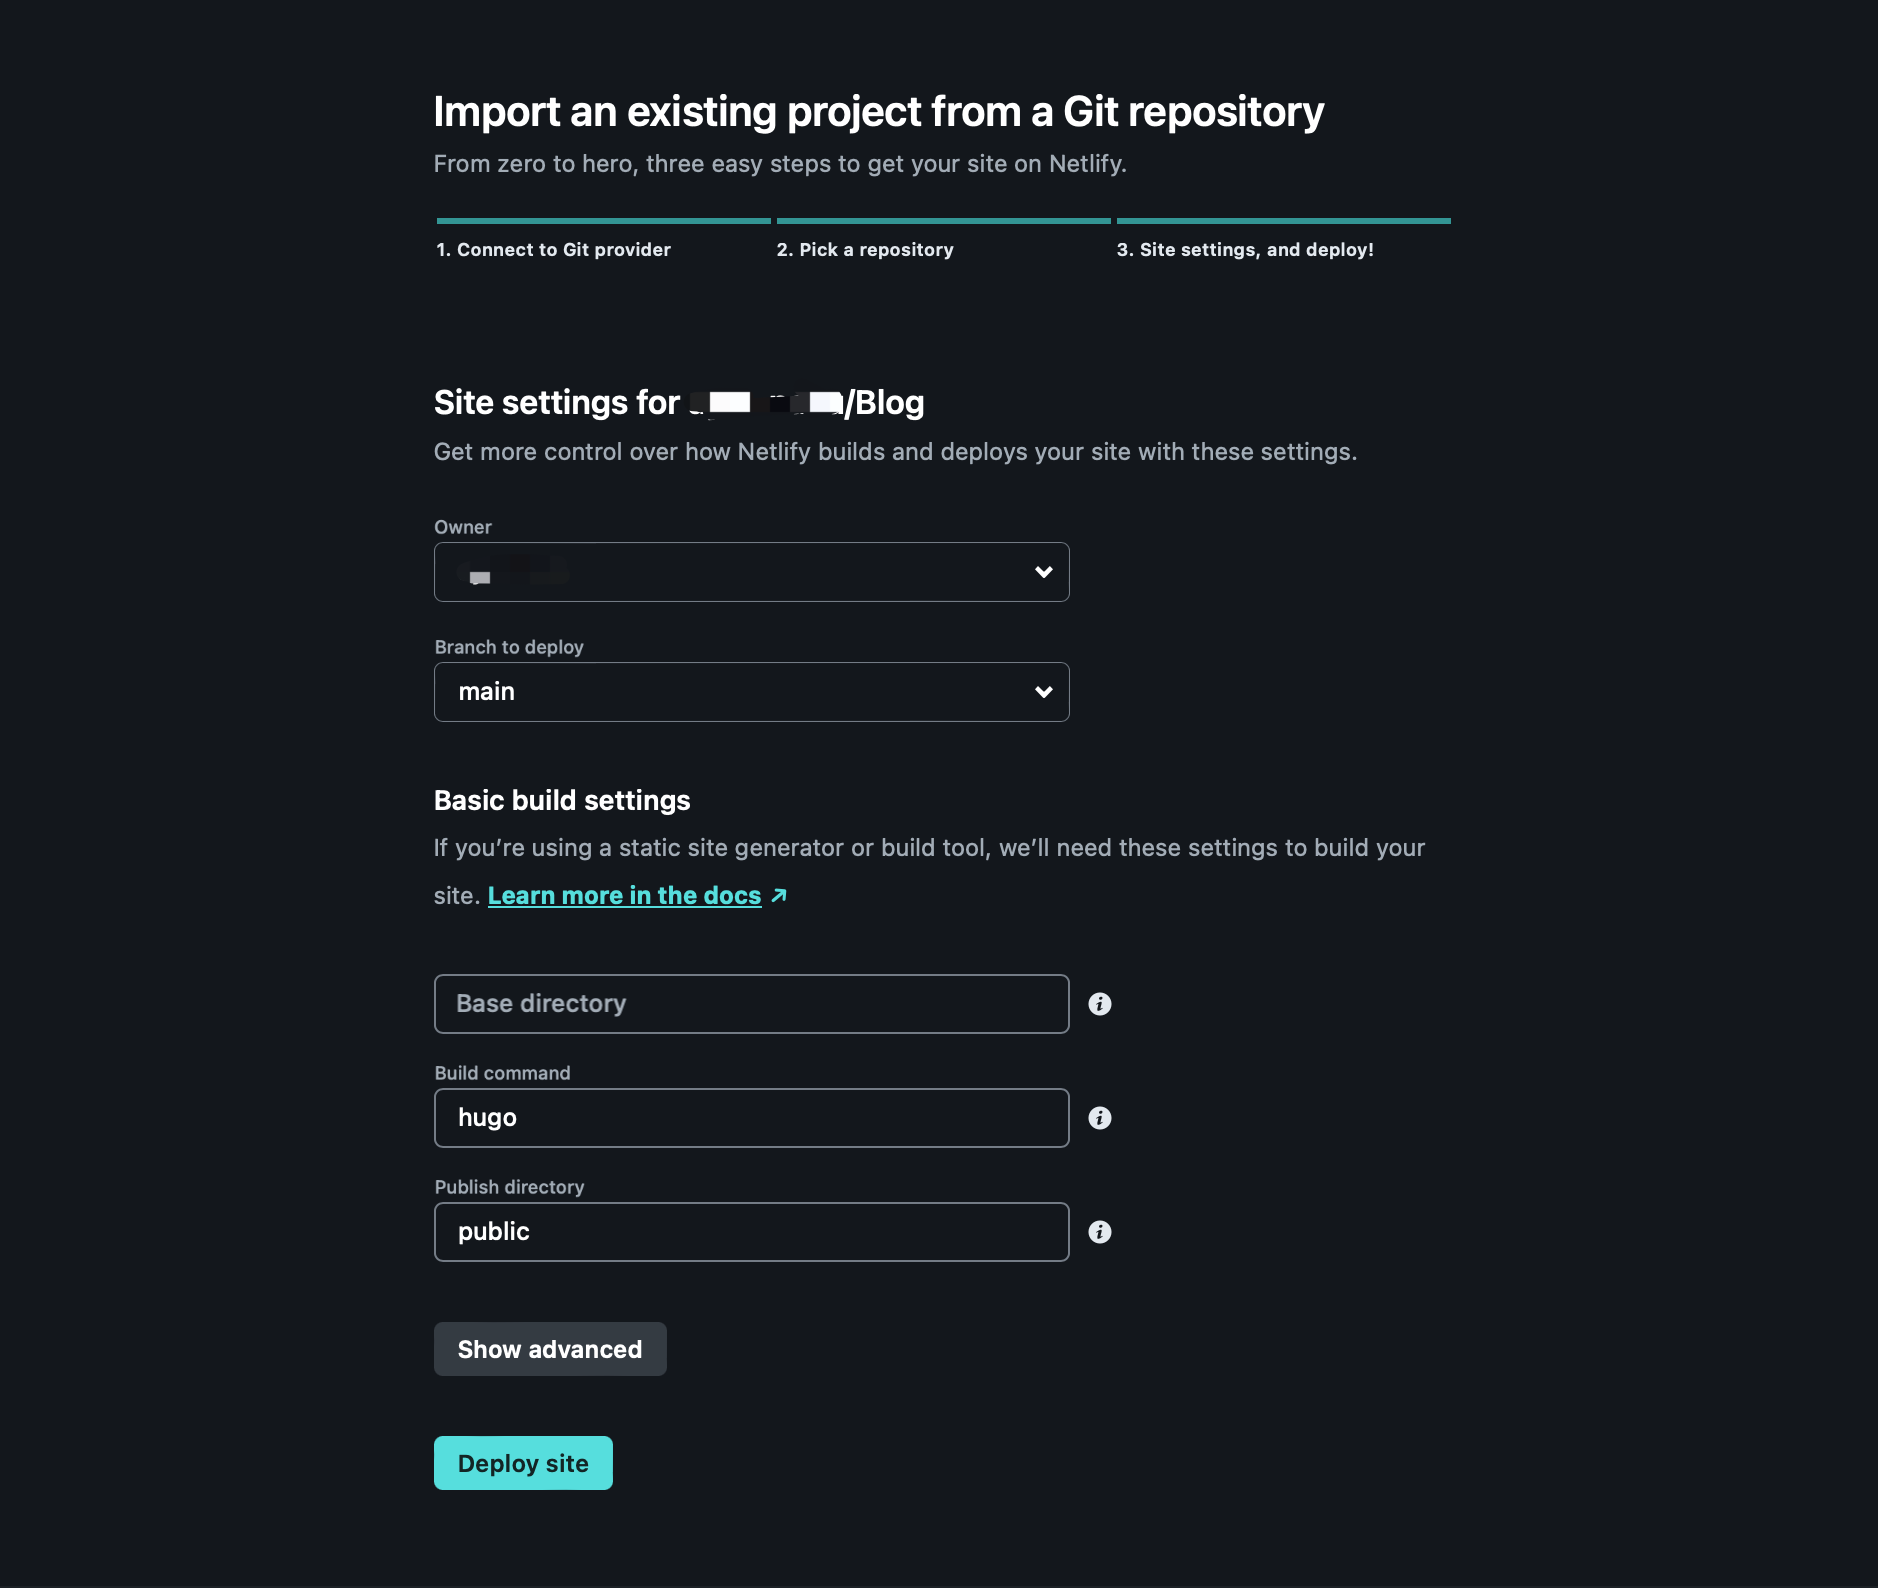 Import an existing project from a Git repository
From zero to hero, three easy steps to get your site on Netlify.
1. Connect to Git provider
2. Pick a repository
3. Site settings, and deploy!
Site settings for /Blog
Get more control over how Netlify builds and deploys your site with these settings.
Owner
Branch to deploy
main
Basic build settings
If you’re using a static site generator or build tool, we’ll need these settings to build your
site. Learn more in the docs
Base directory
Build command
hugo
Publish directory
public
Show advanced
Deploy site